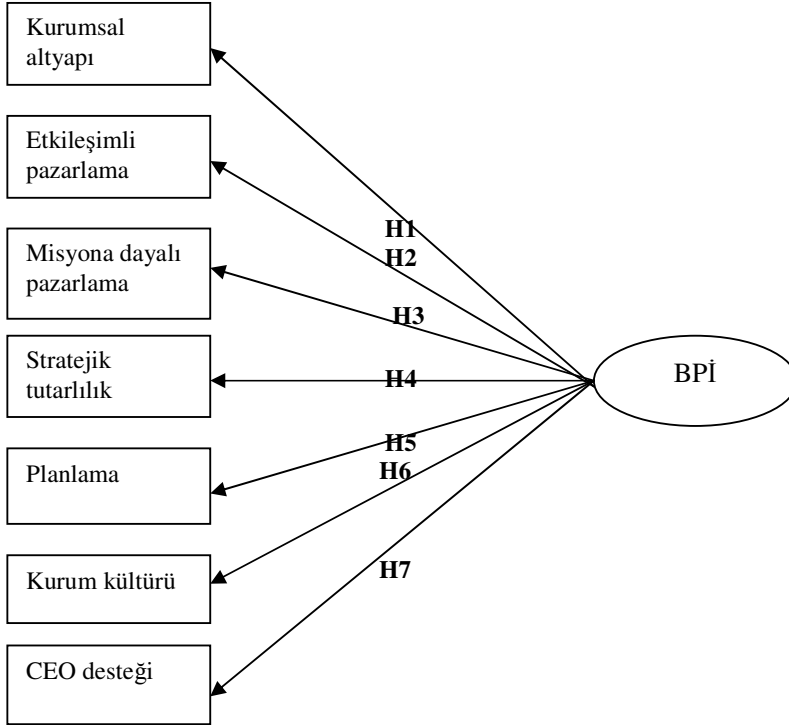 Kurumsal
altyapı
Etkileşimli
pazarlama
H1
H2
Misyona dayalı
pazarlama
H3
Stratejik
tutarlılık
H4
BPİ
H5
Planlama
H6
Kurum kültürü
H7
CEO desteği